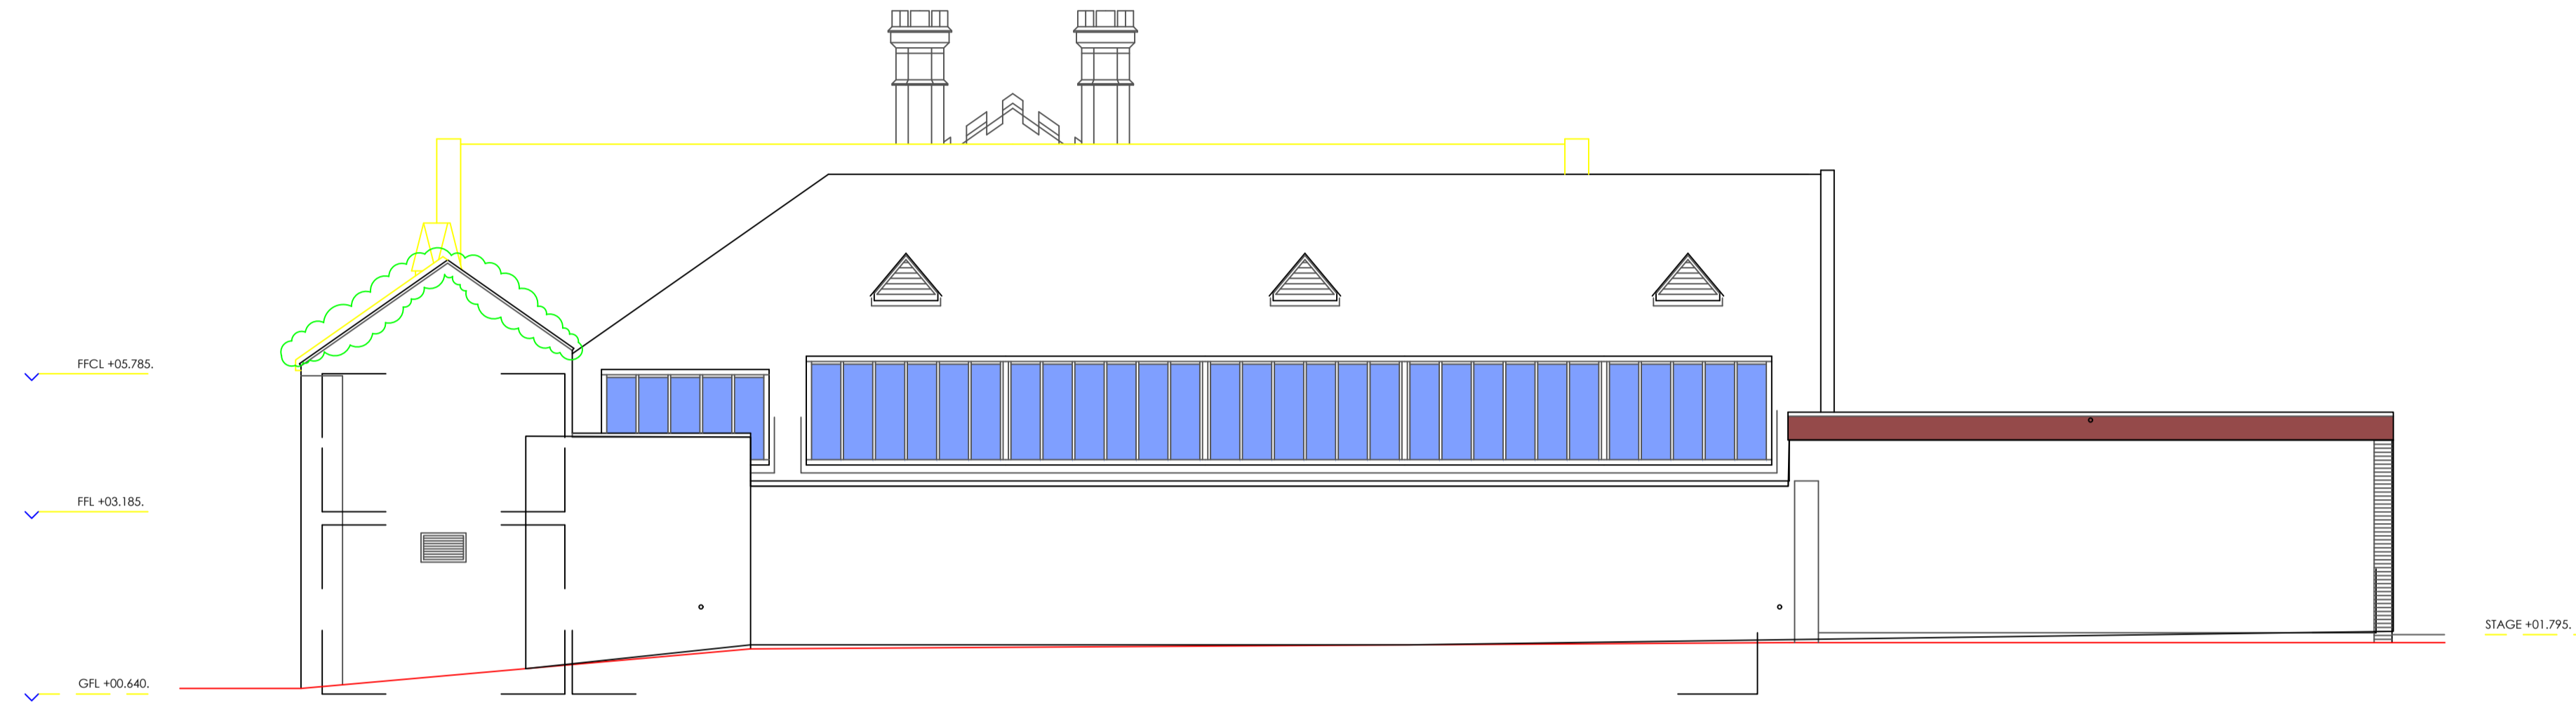 FFCL +05.785.
FFL +03.185.
STAGE +01.795.
GFL +00.640.